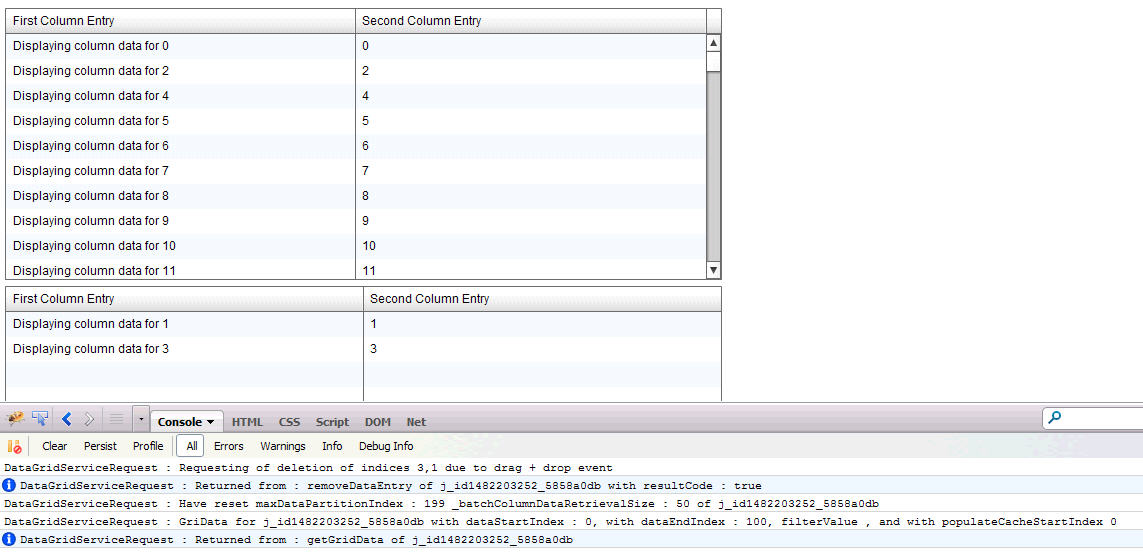 First Column Entry Second Column Entry
Displaying column data for 0 0
Displaying column data for 2 2
Displaying column data for 4 4
Displaying column data for 5 5
Displaying column data for 6 6
Displaying column data for 7 7
Displaying column data for 8 8
Displaying column data for 9 9
Displaying column data for 10 10
Displaying column data for 11 11
First Column Entry Second Column Entry
Displaying column data for 1 1
Displaying column data for 3 3
Console HTML CSS Script DOM Net
Clear Persist Profile All Errors Warnings Info Debug Info
DataGridServiceRequest : Requesting of deletion of indices 3,1 due to drag + drop event
DataGridServiceRequest : Returned from : removeDataEntry of j_id1482203252_5858a0db with resultCode : true
DataGridServiceRequest : Have reset maxDataPartitionIndex : 199 _batchColumnDataRetrievalSize : 50 of j_id1482203252_5858a0db
DataGridServiceRequest : GriData for j_id1482203252_5858a0db with dataStartIndex : 0, with dataEndIndex : 100, filterValue , and with populateCacheStartIndex 0
DataGridServiceRequest : Returned from : getGridData of j_id1482203252_5858a0db